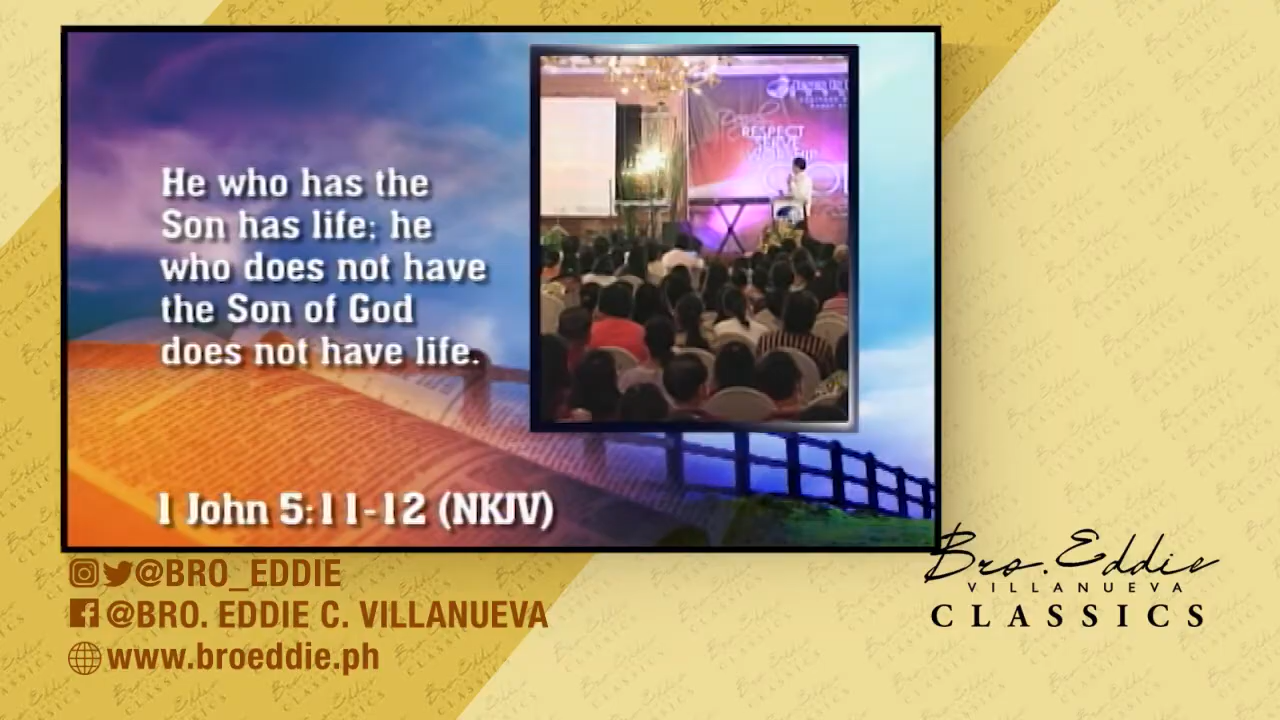 He who has the
Son has life; he
who does not have
the Son of God
does not have life.
1 John 5:11-12 (NKJV)
RESPECT
SERVE
WORSHIP
@BRO_EDDIE
@BRO. EDDIE C. VILLANUEVA
www.broeddie.ph
Bro. Eddie
VILLANUEVA
CLASSICS